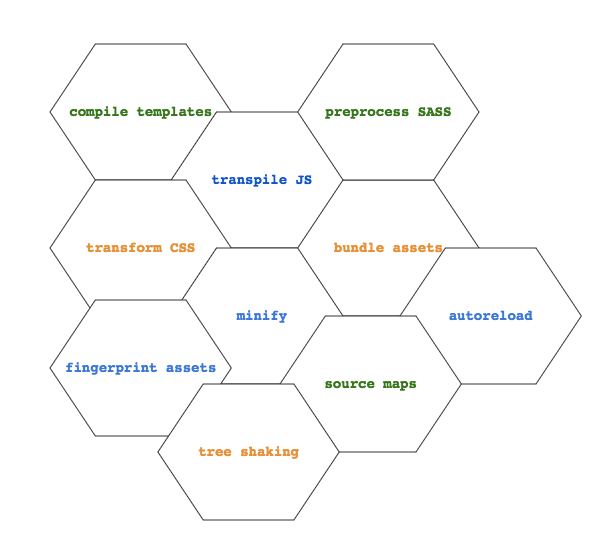 compile templates
preprocess SASS
transpile JS
transform CSS
bundle assets
minify
autoreload
fingerprint assets
source maps
tree shaking